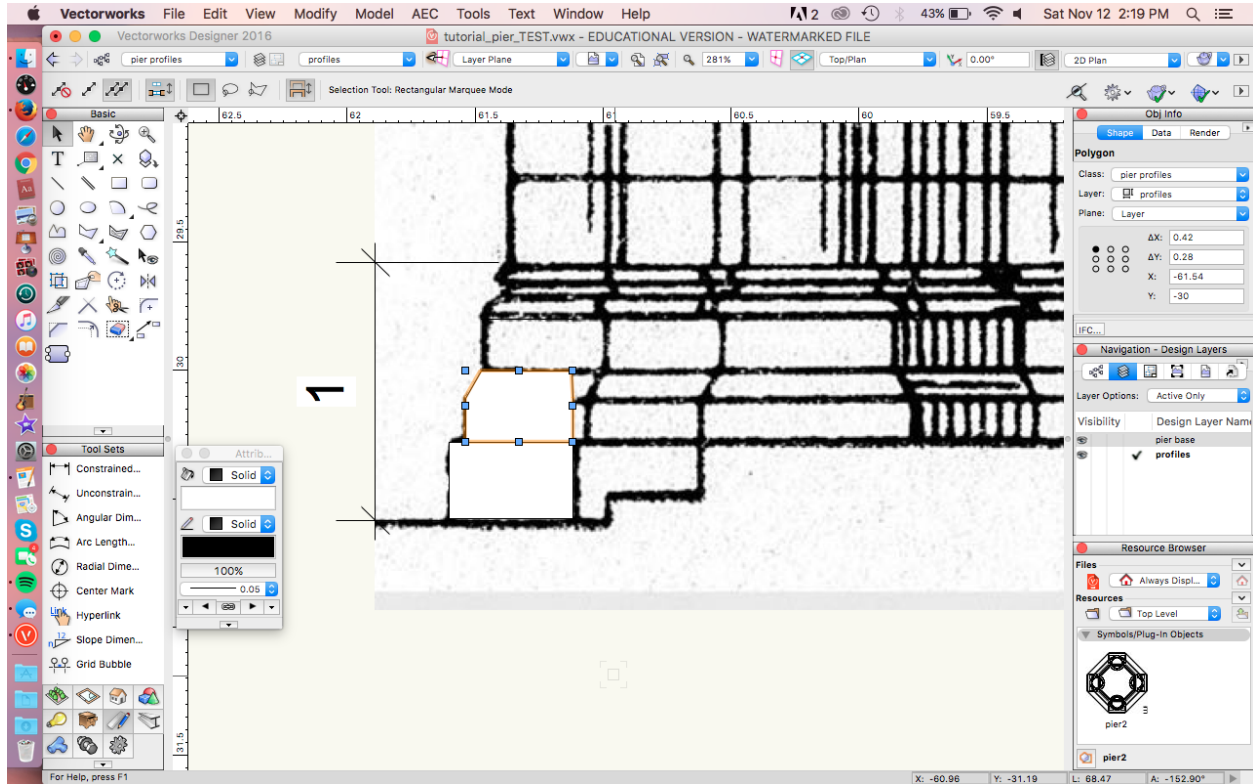 Vectorworks File Edit View Modify Model AEC Tools Text Window Help 2 43% Sat Nov 12 2:19 PM
Vectorworks Designer 2016 tutorial_pier_TEST.vwx - EDUCATIONAL VERSION - WATERMARKED FILE
pier profiles profiles Layer Plane 281% Top/Plan 0.00° 2D Plan
Selection Tool: Rectangular Marquee Mode
Basic
62.5 62 61.5 61 60.5 60 59.5
29.5
30
31.5
1
Tool Sets
Constrained...
Unconstrain...
Angular Dim...
Arc Length...
Radial Dime...
Center Mark
Link Hyperlink
12 n Slope Dimen...
Grid Bubble
Attrib...
Solid
Solid
100%
0.05
Obj Info
Shape Data Render
Polygon
Class: pier profiles
Layer: profiles
Plane: Layer
ΔX: 0.42
ΔY: 0.28
X: -61.54
Y: -30
IFC...
Navigation - Design Layers
Layer Options: Active Only
Visibility Design Layer Name
pier base
profiles
Resource Browser
Files
Always Displ...
Resources
Top Level
Symbols/Plug-In Objects
3
pier2
pier2
For Help, press F1 X: -60.96 Y: -31.19 L: 68.47 A: -152.90°